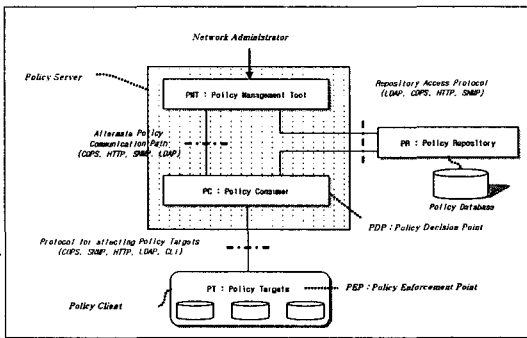 Network Administrator
Policy Server
PMT : Policy Management Tool
Repository Access Protocol
(LDAP, COPS, HTTP, SNMP)
Alternate Policy
Communication Path
(COPS, HTTP, SNMP, LDAP)
PR : Policy Repository
PC : Policy Consumer
Policy Database
PDP : Policy Decision Point
Protocol for affecting Policy Targets
(COPS, SNMP, HTTP, LDAP, CLI)
PT : Policy Targets
PEP : Policy Enforcement Point
Policy Client